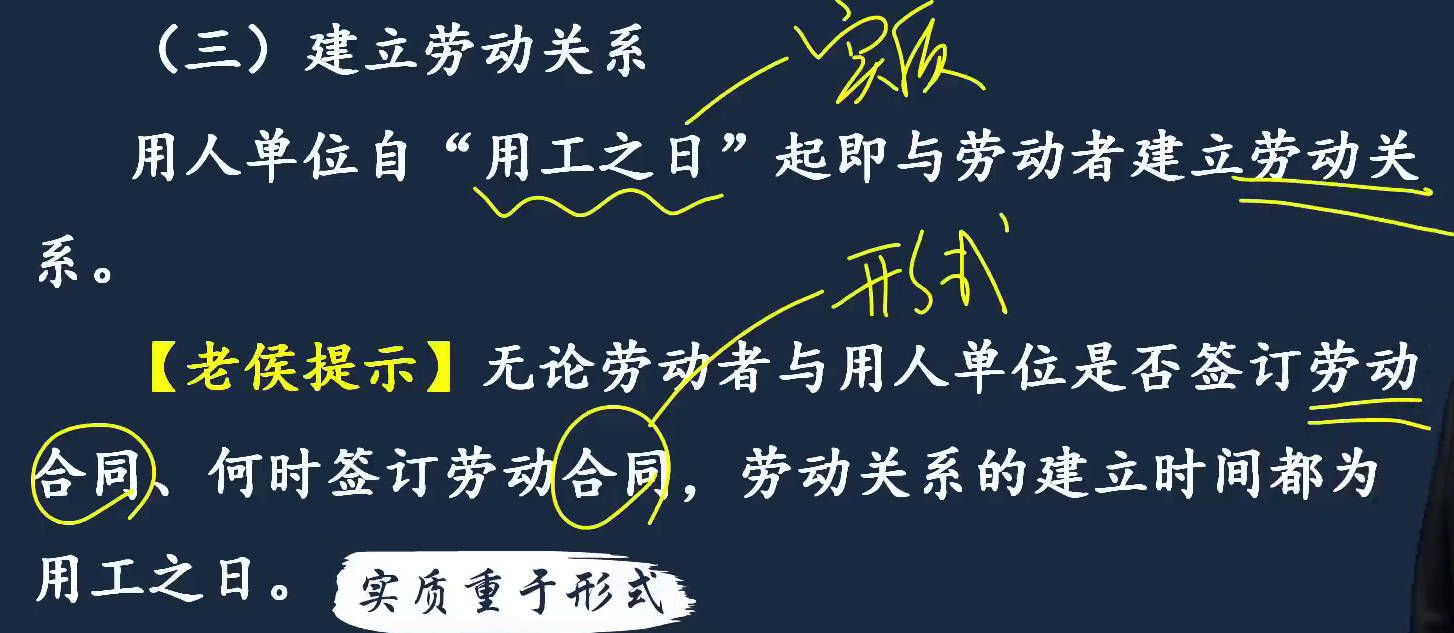 （三）建立劳动关系
实质
用人单位自“用工之日”起即与劳动者建立劳动关
系。
形式
【老侯提示】无论劳动者与用人单位是否签订劳动
合同、何时签订劳动合同，劳动关系的建立时间都为
用工之日。
实质重于形式